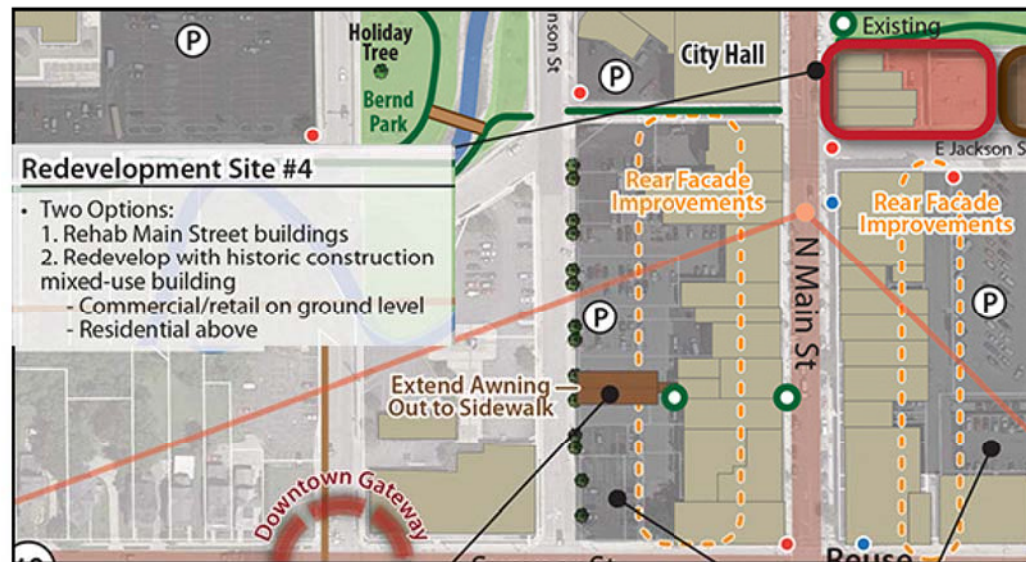 P
Holiday
Tree
Bernd
Park
nson St
P
City Hall
Existing
E Jackson S
Redevelopment Site #4
• Two Options:
1. Rehab Main Street buildings
2. Redevelop with historic construction
mixed-use building
- Commercial/retail on ground level
- Residential above
Rear Facade
Improvements
Rear Facade
Improvements
N Main St
P
P
Extend Awning
Out to Sidewalk
Downtown Gateway
Reuse